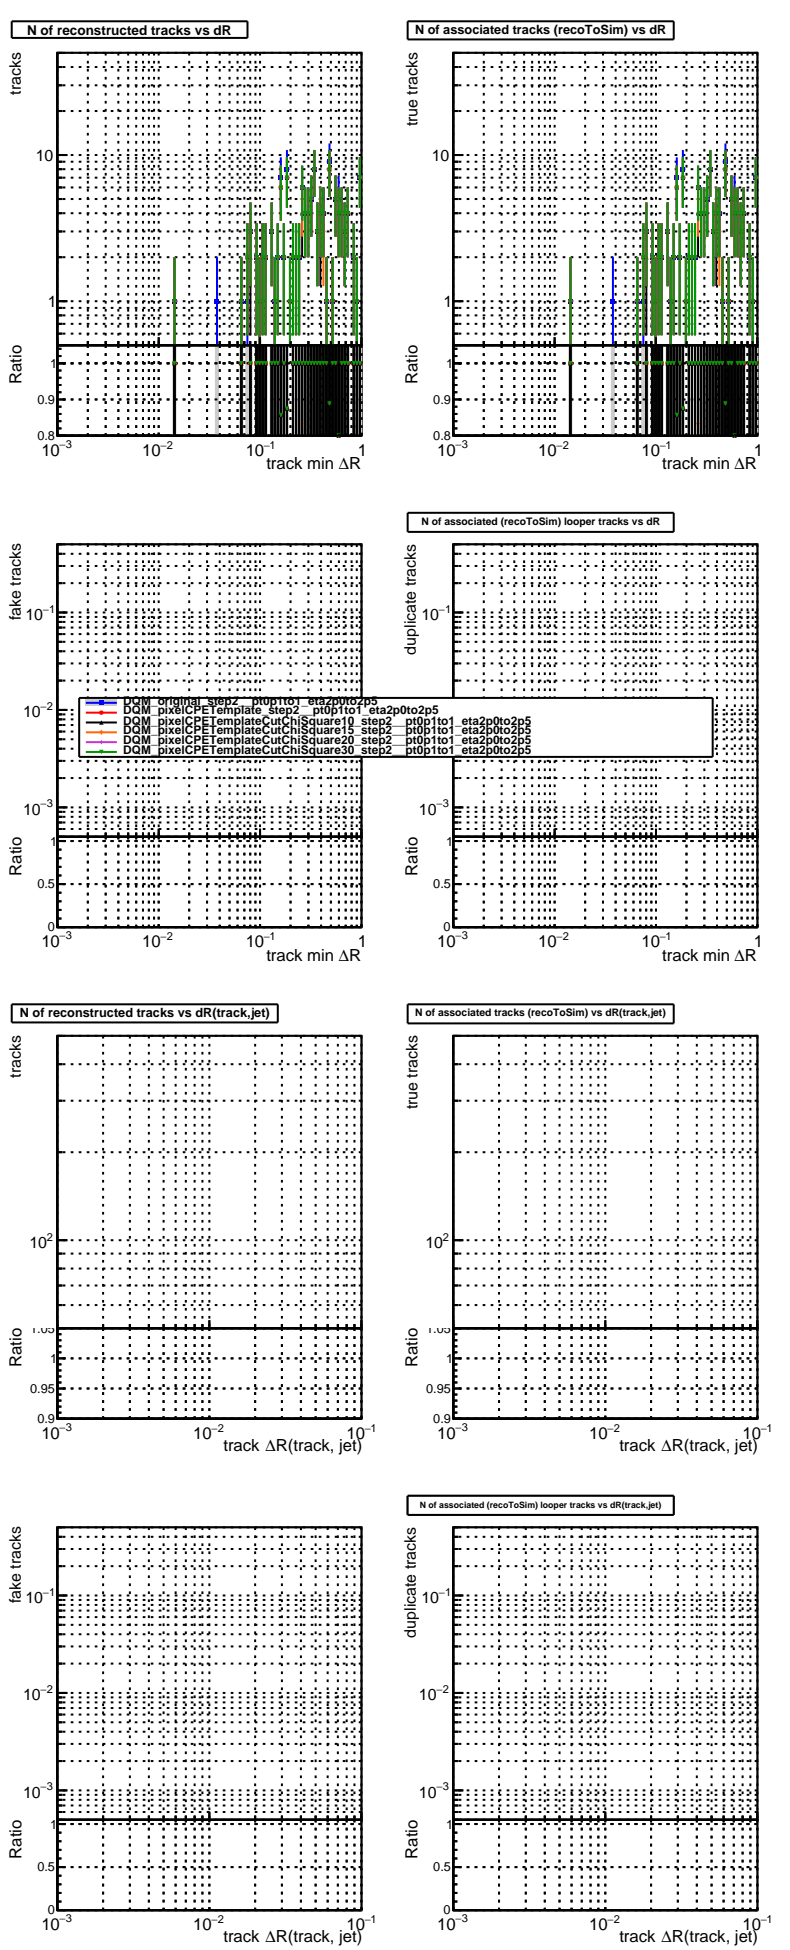 N of reconstructed tracks vs dR
N of associated tracks (recoToSim) vs dR
tracks
10
1
Ratio
1
0.9
0.8
10−3
10−2
10−1
1
track min ΔR
true tracks
10
1
Ratio
1
0.9
0.8
10−3
10−2
10−1
1
track min ΔR
N of associated (recoToSim) looper tracks vs dR
fake tracks
10−1
10−2
10−3
Ratio
1
0.5
0
10−3
10−2
10−1
1
track min ΔR
duplicate tracks
10−3
Ratio
1
0.5
0
10−1
10−3
10−2
10−1
1
track min ΔR
DQM_original_step2__pt0p1to1_eta2p0to2p5
DQM_pixelCPETemplate_step2__pt0p1to1_eta2p0to2p5
DQM_pixelCPETemplateCutChiSquare10_step2__pt0p1to1_eta2p0to2p5
DQM_pixelCPETemplateCutChiSquare15_step2__pt0p1to1_eta2p0to2p5
DQM_pixelCPETemplateCutChiSquare20_step2__pt0p1to1_eta2p0to2p5
DQM_pixelCPETemplateCutChiSquare30_step2__pt0p1to1_eta2p0to2p5
N of reconstructed tracks vs dR(track,jet)
N of associated tracks (recoToSim) vs dR(track,jet)
tracks
102
Ratio
1.05
1
0.95
0.9
10−3
10−2
10−1
track ΔR(track, jet)
true tracks
102
Ratio
1.05
1
0.95
0.9
10−3
10−2
10−1
track ΔR(track, jet)
N of associated (recoToSim) looper tracks vs dR(track,jet)
fake tracks
10−1
10−2
10−3
Ratio
1
0.5
0
10−3
10−2
10−1
track ΔR(track, jet)
duplicate tracks
10−1
10−2
10−3
Ratio
1
0.5
0
10−3
10−2
10−1
track ΔR(track, jet)